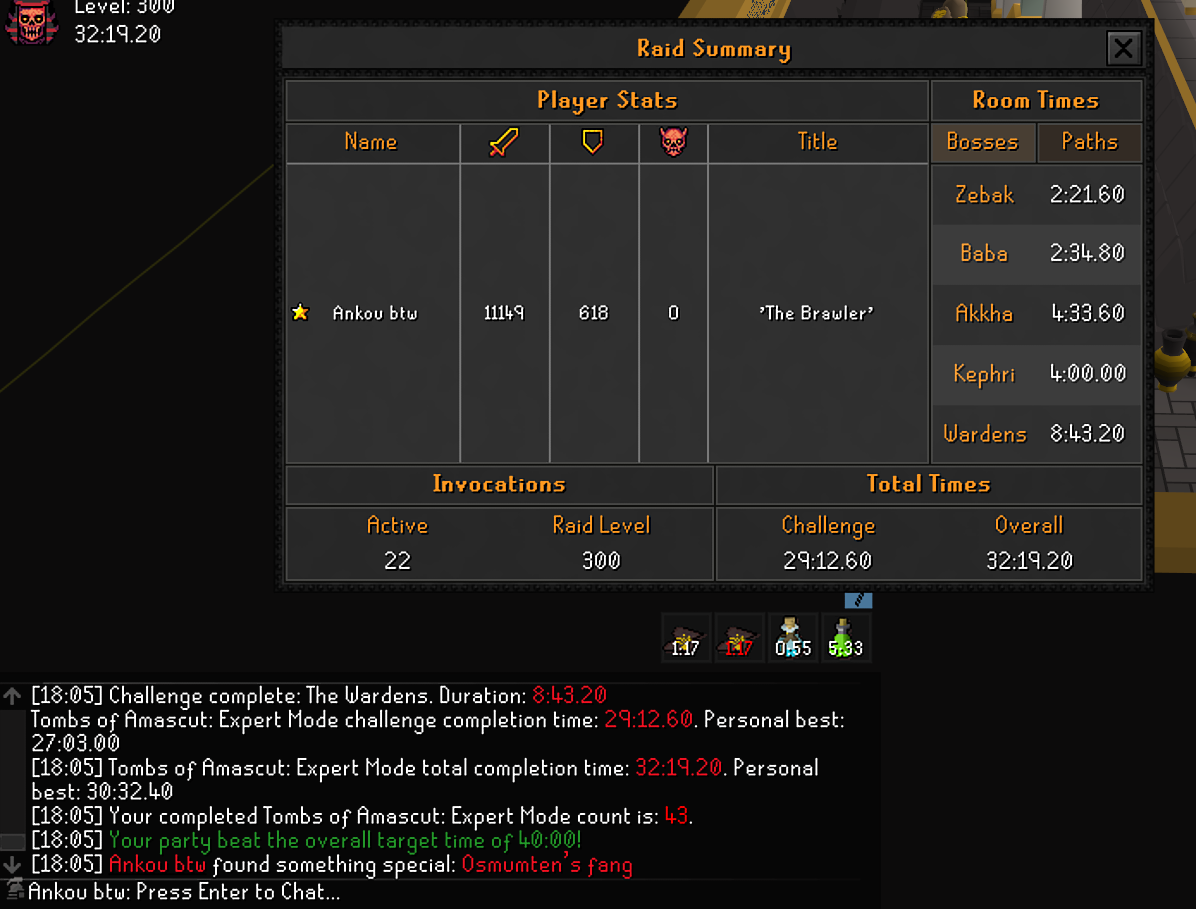 Level: 300
32:19.20
Raid Summary
Player Stats
Room Times
Name
Title
Bosses
Paths
Zebak 2:21.60
Baba 2:34.80
Ankou btw 11149 618 0 'The Brawler'
Akkha 4:33.60
Kephri 4:00.00
Wardens 8:43.20
Invocations
Total Times
Active
Raid Level
Challenge
Overall
22
300
29:12.60
32:19.20
1:17
1:17
0:55
5:33
[18:05] Challenge complete: The Wardens. Duration: 8:43.20
Tombs of Amascut: Expert Mode challenge completion time: 29:12.60. Personal best:
27:03.00
[18:05] Tombs of Amascut: Expert Mode total completion time: 32:19.20. Personal
best: 30:32.40
[18:05] Your completed Tombs of Amascut: Expert Mode count is: 43.
[18:05] Your party beat the overall target time of 40:00!
[18:05] Ankou btw found something special: Osmumten's fang
Ankou btw: Press Enter to Chat...